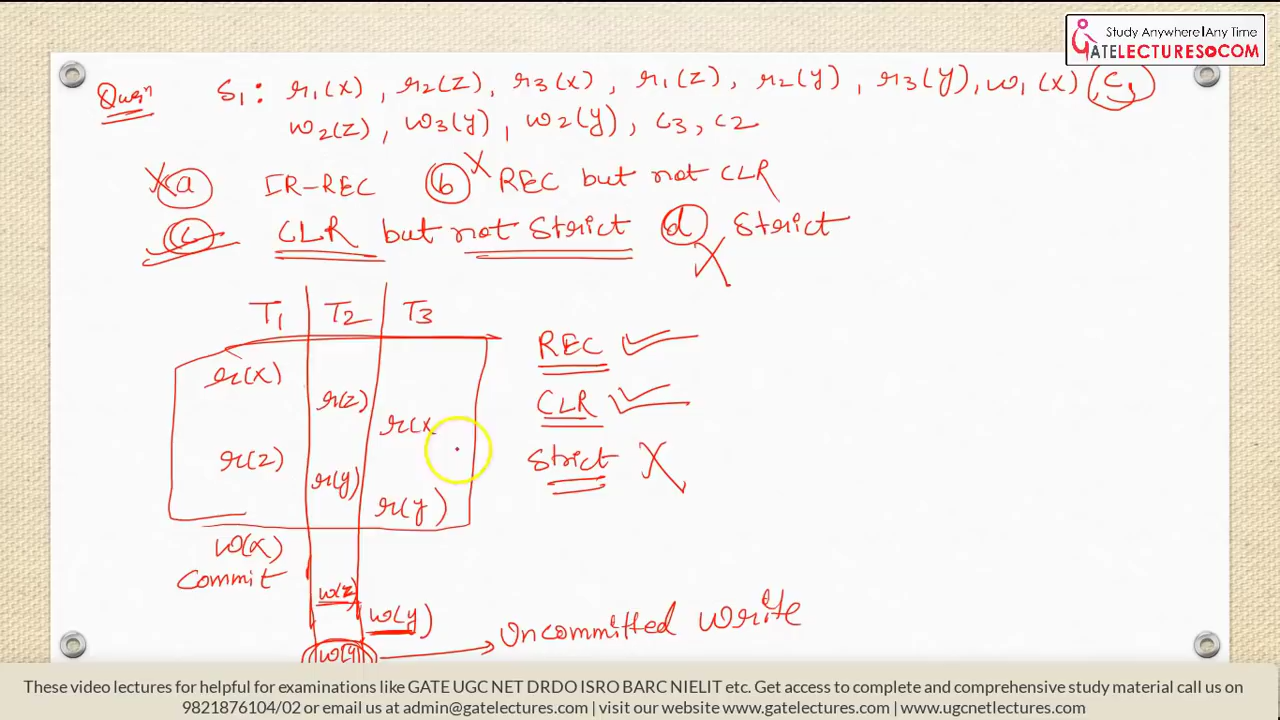 Study Anywhere Any Time
GATELECTURES.COM
Quesn S1: r1(x), r2(z), r3(x), r1(z), r2(y), r3(y), w1(x) C1,
w2(z), w3(y), w2(y), c3, c2
X a IR-REC b X REC but not CLR
c CLR but not Strict d Strict X
T1 T2 T3
REC ✓
r(x)
r(z) CLR ✓
r(x
r(z) Strict X
r(y)
r(y)
w(x)
Commit
w(z)
w(y) Uncommitted Write
w(y)
These video lectures for helpful for examinations like GATE UGC NET DRDO ISRO BARC NIELIT etc. Get access to complete and comprehensive study material call us on
9821876104/02 or email us at admin@gatelectures.com | visit our website www.gatelectures.com | www.ugcnetlectures.com